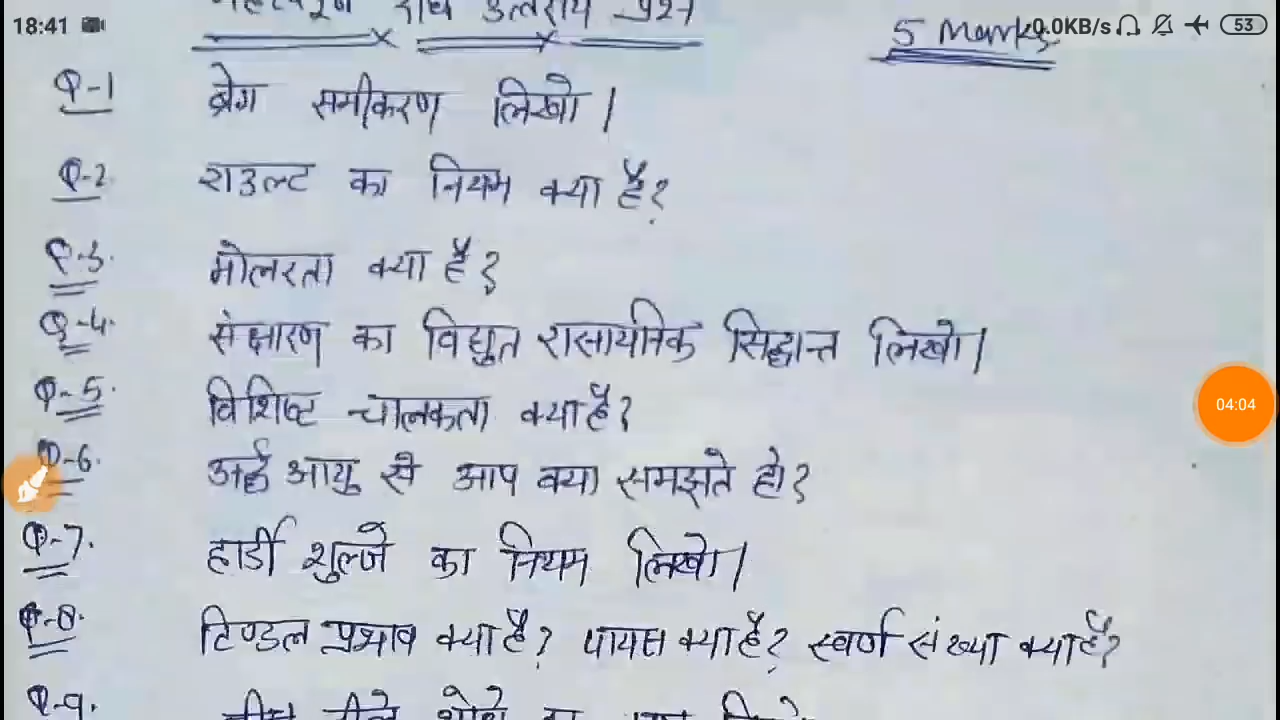 18:41 0.0KB/s 53
5 Marks
Q-1 ब्रेग समीकरण लिखो।
Q-2 राउल्ट का नियम क्या है?
Q-3. मोलरता क्या है?
Q-4. संक्षारण का विद्युत रासायनिक सिद्धान्त लिखो।
Q-5. विशिष्ट चालकता क्या है?
04:04
Q-6. अर्द्ध आयु से आप क्या समझते हो?
Q-7. हार्डी शुल्जे का नियम लिखो।
Q-8. टिण्डल प्रभाव क्या है? पायस क्या है? स्वर्ण संख्या क्या है?
Q-9.